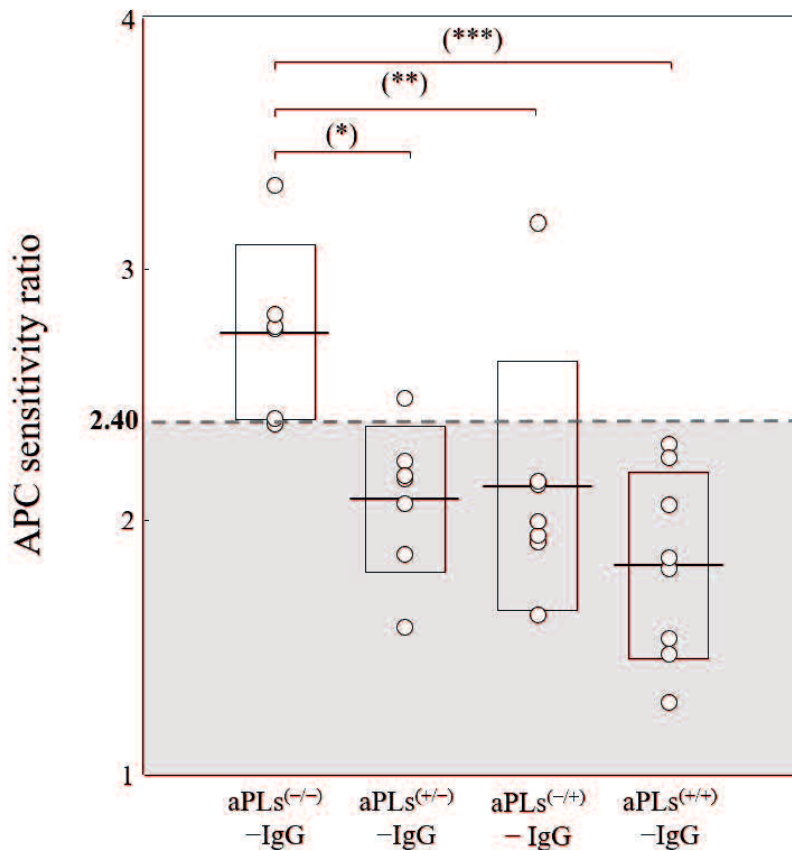 4
(***)
(**)
(*)
3
APC sensitivity ratio
2.40
2
1
aPLs(−/−) aPLs(+/−) aPLs(−/+) aPLs(+/+)
−IgG −IgG − IgG −IgG